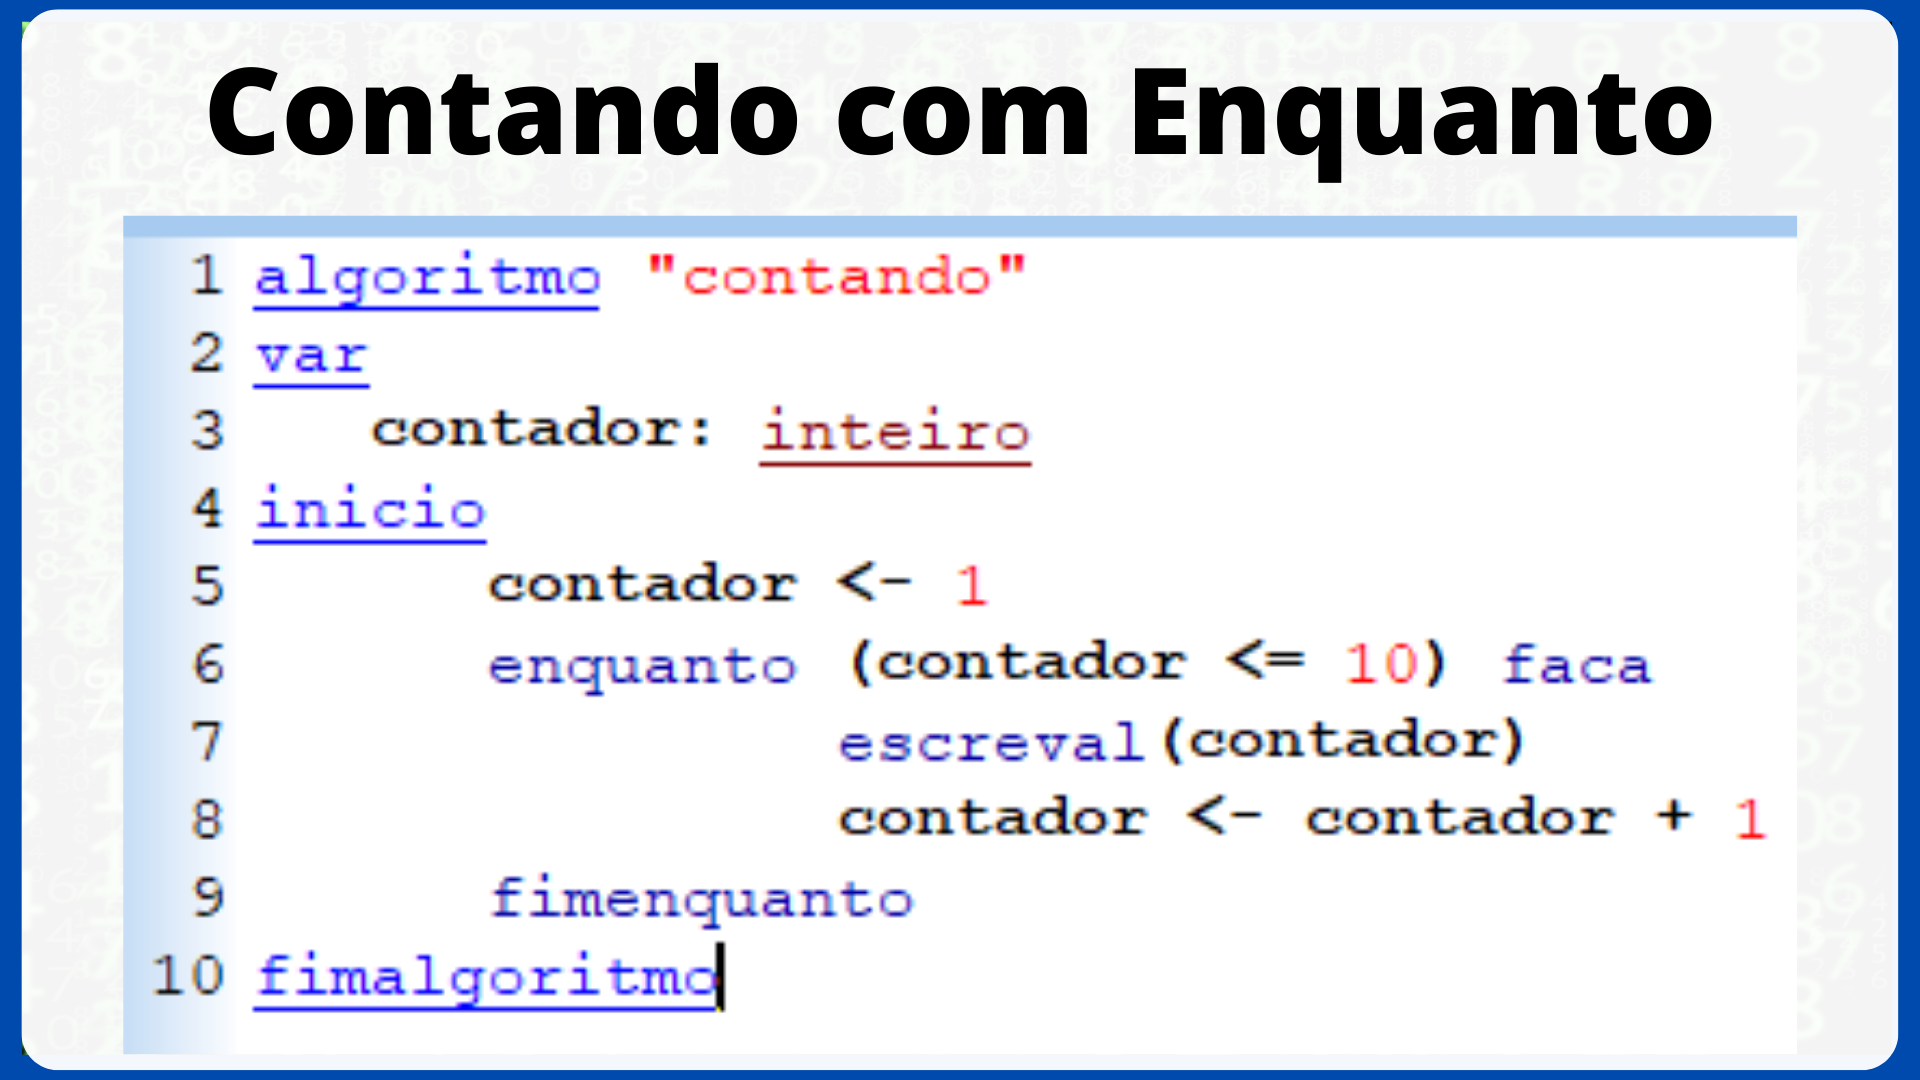 Contando com Enquanto
1 algoritmo "contando"
2 var
3 contador: inteiro
4 inicio
5 contador <- 1
6 enquanto (contador <= 10) faca
7 escreval(contador)
8 contador <- contador + 1
9 fimenquanto
10 fimalgoritmo